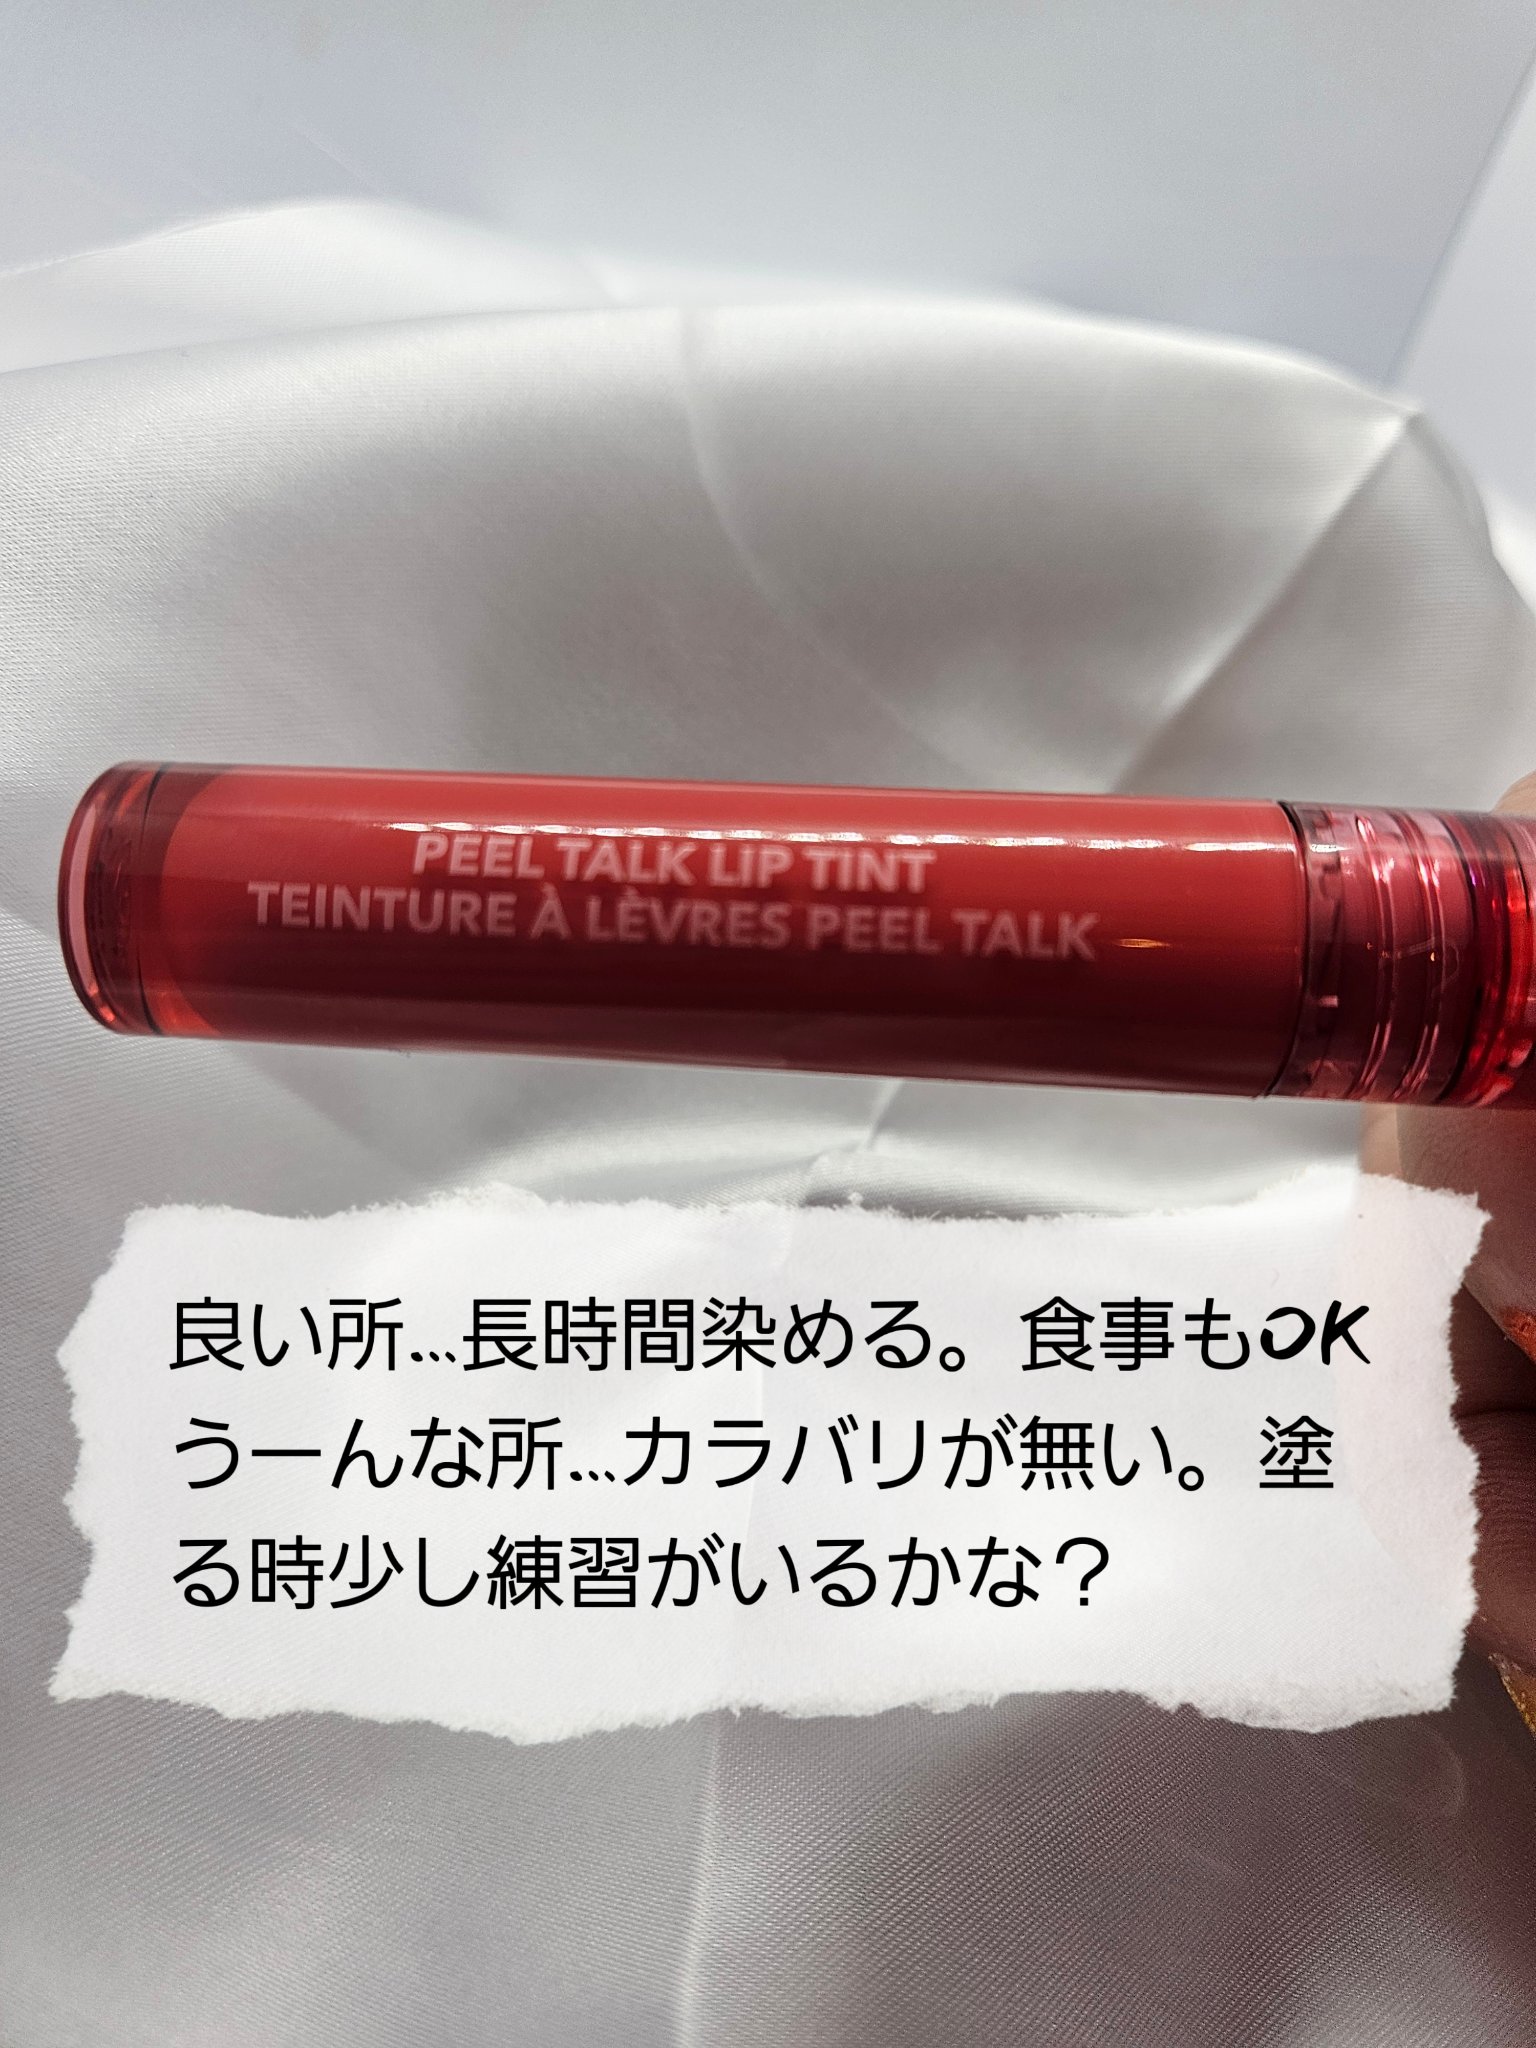 PEEL TALK LIP TINT
TEINTURE À LÈVRES PEEL TALK
良い所...長時間染める。食事もOK
うーんな所...カラバリが無い。塗
る時少し練習がいるかな？